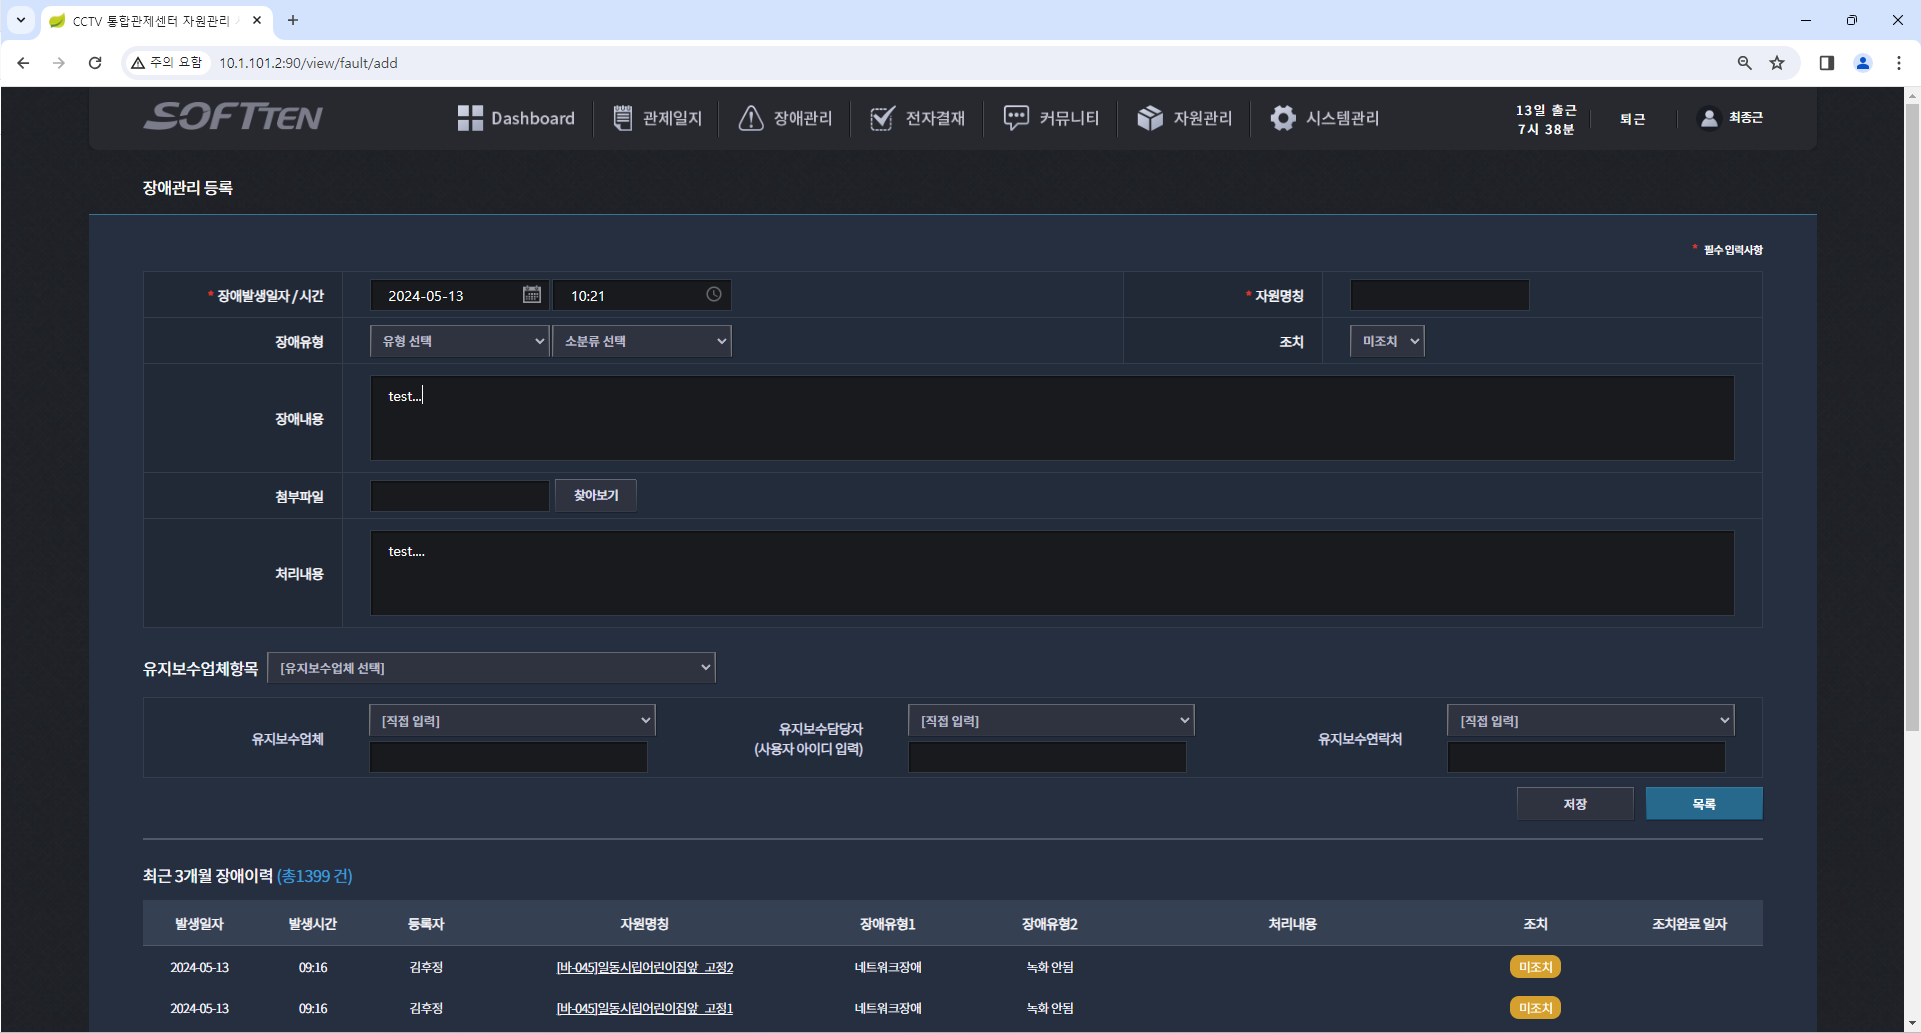 CCTV 통합관제센터 자원관리
주의 요함
10.1.101.2:90/view/fault/add
SOFTTEN
Dashboard
관제일지
장애관리
전자결재
커뮤니티
자원관리
시스템관리
13일 출근
7시 38분
퇴근
최종근
장애관리 등록
* 필수 입력사항
* 장애발생일자 / 시간
2024-05-13
10:21
* 자원명칭
장애유형
유형 선택
소분류 선택
조치
미조치
장애내용
test...
첨부파일
찾아보기
처리내용
test....
유지보수업체항목
[유지보수업체 선택]
유지보수업체
[직접 입력]
유지보수담당자
(사용자 아이디 입력)
[직접 입력]
유지보수연락처
[직접 입력]
저장
목록
최근 3개월 장애이력 (총1399 건)
발생일자 발생시간 등록자 자원명칭 장애유형1 장애유형2 처리내용 조치 조치완료 일자
2024-05-13 09:16 김후정 [바-045]일동시립어린이집앞_고정2 네트워크장애 녹화 안됨 미조치
2024-05-13 09:16 김후정 [바-045]일동시립어린이집앞_고정1 네트워크장애 녹화 안됨 미조치